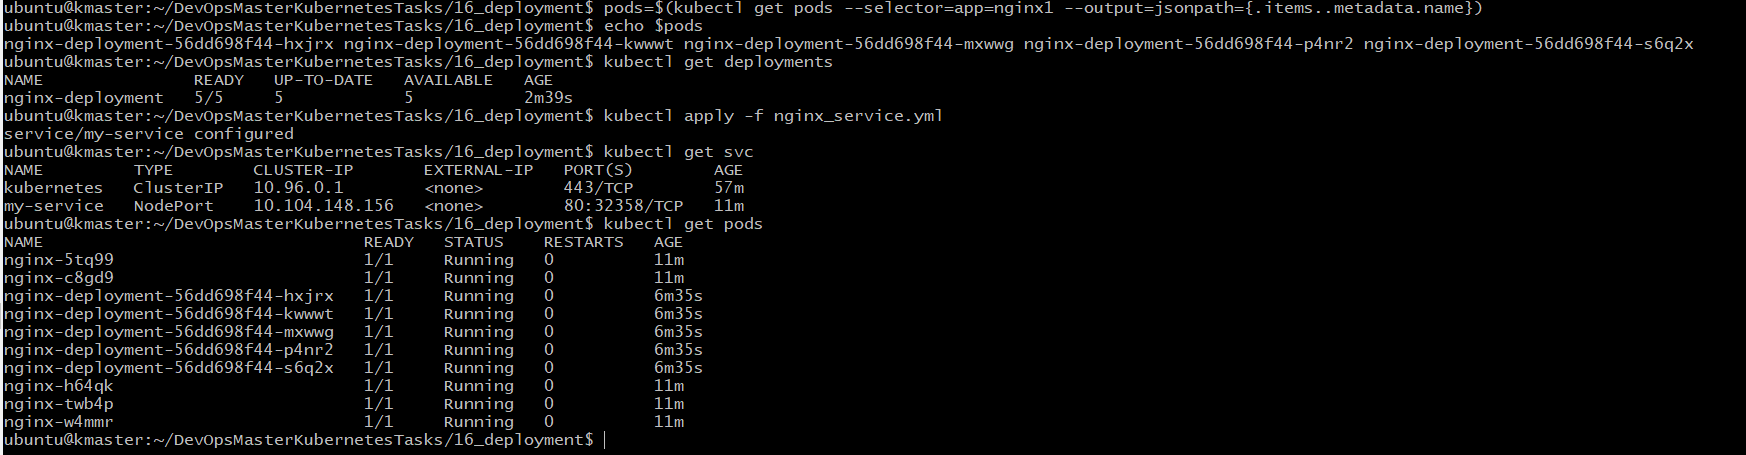 ubuntu@kmaster:~/DevOpsMasterKubernetesTasks/16_deployment$ pods=$(kubectl get pods --selector=app=nginx1 --output=jsonpath={.items..metadata.name})
ubuntu@kmaster:~/DevOpsMasterKubernetesTasks/16_deployment$ echo $pods
nginx-deployment-56dd698f44-hxjrx nginx-deployment-56dd698f44-kwwwt nginx-deployment-56dd698f44-mxwwg nginx-deployment-56dd698f44-p4nr2 nginx-deployment-56dd698f44-s6q2x
ubuntu@kmaster:~/DevOpsMasterKubernetesTasks/16_deployment$ kubectl get deployments
NAME               READY   UP-TO-DATE   AVAILABLE   AGE
nginx-deployment   5/5     5            5           2m39s
ubuntu@kmaster:~/DevOpsMasterKubernetesTasks/16_deployment$ kubectl apply -f nginx_service.yml
service/my-service configured
ubuntu@kmaster:~/DevOpsMasterKubernetesTasks/16_deployment$ kubectl get svc
NAME         TYPE        CLUSTER-IP       EXTERNAL-IP   PORT(S)        AGE
kubernetes   ClusterIP   10.96.0.1        <none>        443/TCP        57m
my-service   NodePort    10.104.148.156   <none>        80:32358/TCP   11m
ubuntu@kmaster:~/DevOpsMasterKubernetesTasks/16_deployment$ kubectl get pods
NAME                                READY   STATUS    RESTARTS   AGE
nginx-5tq99                         1/1     Running   0          11m
nginx-c8gd9                         1/1     Running   0          11m
nginx-deployment-56dd698f44-hxjrx   1/1     Running   0          6m35s
nginx-deployment-56dd698f44-kwwwt   1/1     Running   0          6m35s
nginx-deployment-56dd698f44-mxwwg   1/1     Running   0          6m35s
nginx-deployment-56dd698f44-p4nr2   1/1     Running   0          6m35s
nginx-deployment-56dd698f44-s6q2x   1/1     Running   0          6m35s
nginx-h64qk                         1/1     Running   0          11m
nginx-twb4p                         1/1     Running   0          11m
nginx-w4mmr                         1/1     Running   0          11m
ubuntu@kmaster:~/DevOpsMasterKubernetesTasks/16_deployment$